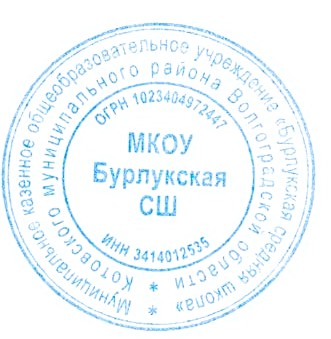 Муниципальное казенное общеобразовательное учреждение «Бурлукская средняя школа»
Котовского муниципального района Волгоградской области
ОГРН 1023404972447
МКОУ
Бурлукская
СШ
ИНН 3414012535